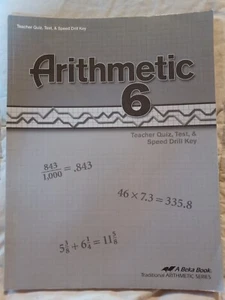 Teacher Quiz, Test, & Speed Drill Key
Arithmetic
6
Teacher Quiz, Test, &
Speed Drill Key
843/1,000 = .843
46 × 7.3 = 335.8
5 3/8 + 6 1/4 = 11 5/8
A Beka Book
Traditional ARITHMETIC SERIES